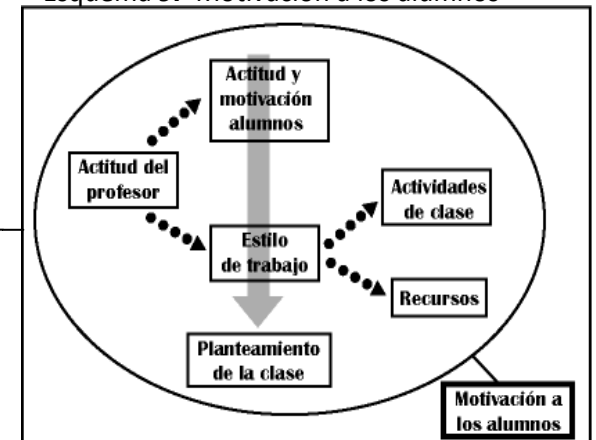 Esquema 3. Motivación a los alumnos
Actitud y
motivación
alumnos
Actitud del
profesor
Actividades
de clase
Estilo
de trabajo
Recursos
Planteamiento
de la clase
Motivación a
los alumnos